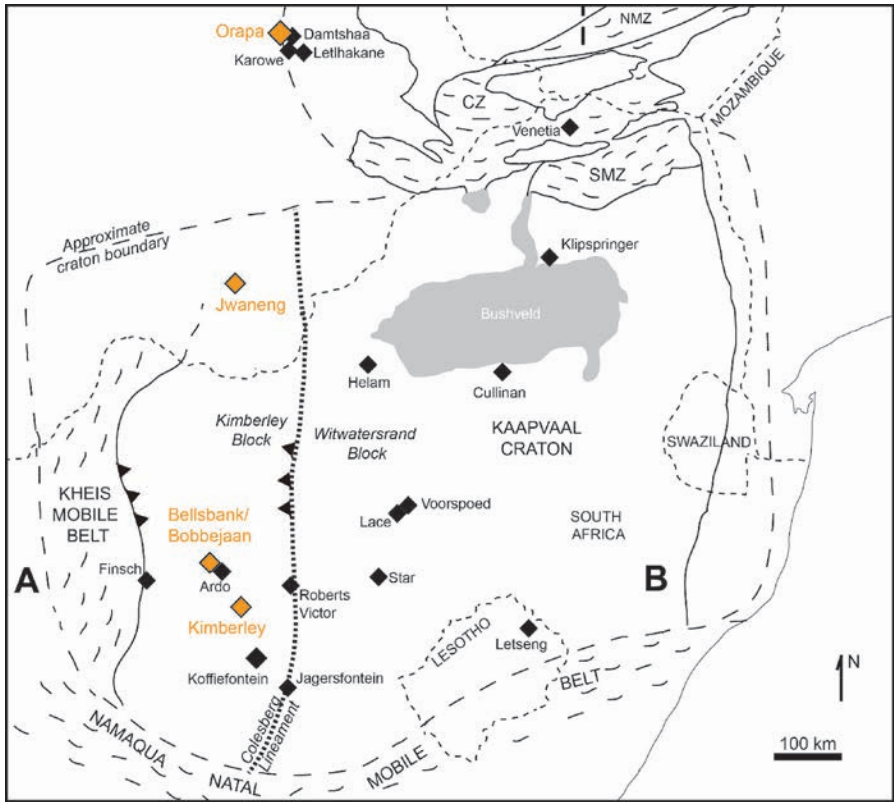 Orapa
Damtshaa
Karowe
Letlhakane
NMZ
CZ
MOZAMBIQUE
Venetia
SMZ
Approximate
craton boundary
Klipspringer
Jwaneng
Bushveld
Helam
Cullinan
Kimberley
Block
Witwatersrand
Block
KAAPVAAL
CRATON
SWAZILAND
KHEIS
MOBILE
BELT
Bellsbank/
Bobbejaan
Voorspoed
Lace
SOUTH
AFRICA
A
Finsch
Ardo
Star
B
Roberts
Victor
Kimberley
LESOTHO
Letseng
Koffiefontein
Jagersfontein
N
Colesberg
Lineament
NAMAQUA
NATAL
MOBILE
BELT
100 km